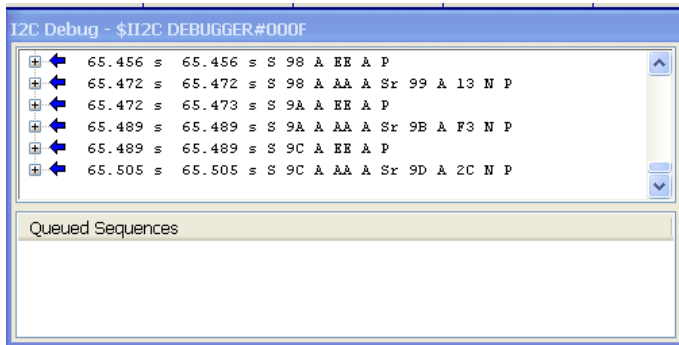 I2C Debug - $II2C DEBUGGER#000F
65.456 s 65.456 s S 98 A EE A P
65.472 s 65.472 s S 98 A AA A Sr 99 A 13 N P
65.472 s 65.473 s S 9A A EE A P
65.489 s 65.489 s S 9A A AA A Sr 9B A F3 N P
65.489 s 65.489 s S 9C A EE A P
65.505 s 65.505 s S 9C A AA A Sr 9D A 2C N P
Queued Sequences